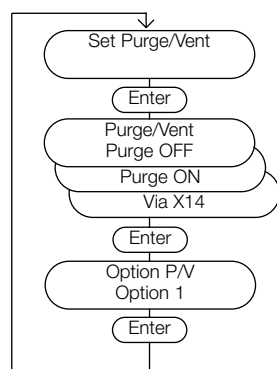 Set Purge/Vent
Enter
Purge/Vent
Purge OFF
Purge ON
Via X14
Enter
Option P/V
Option 1
Enter